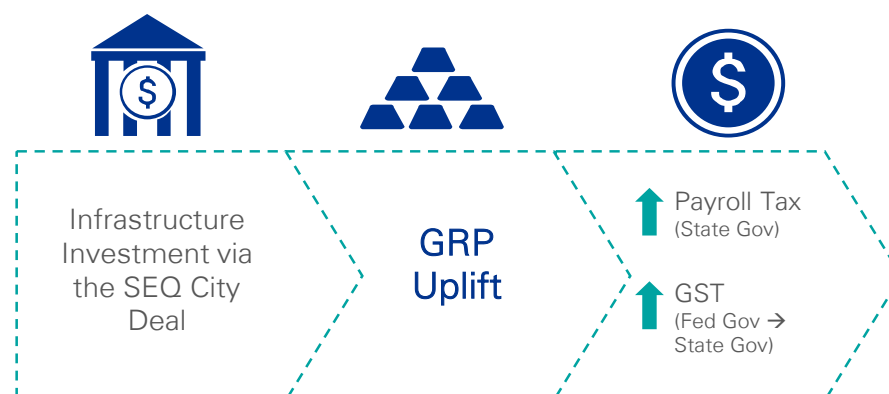 $
$
Infrastructure
Investment via
the SEQ City
Deal
GRP
Uplift
Payroll Tax
(State Gov)
GST
(Fed Gov →
State Gov)